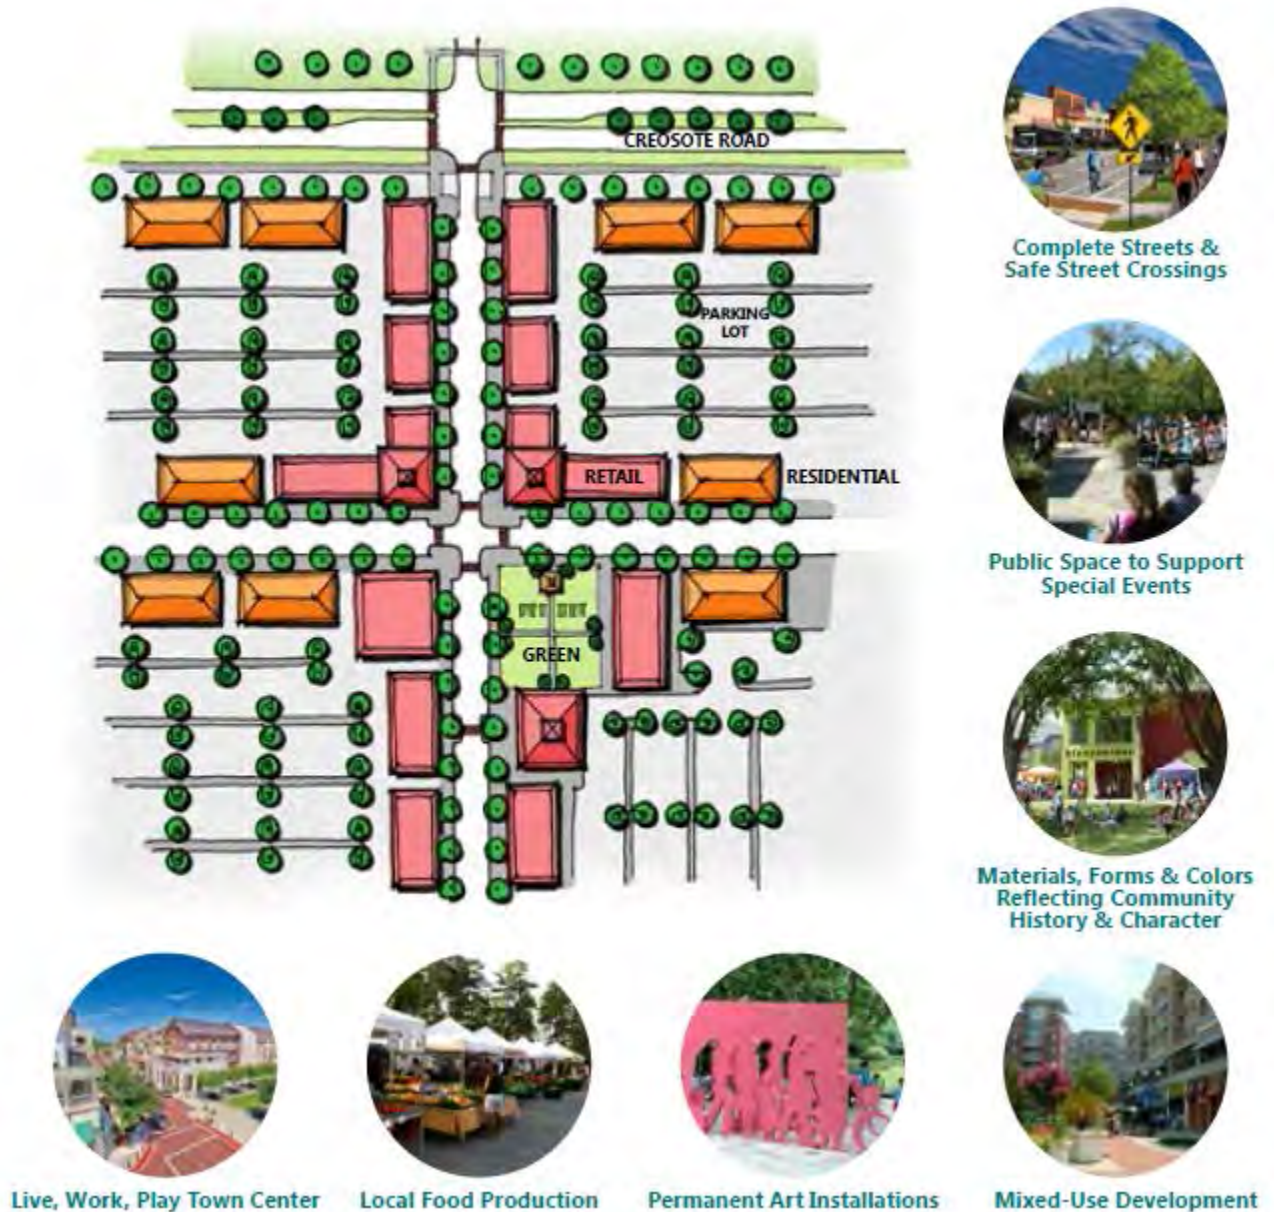 CREOSOTE ROAD
PARKING
LOT
RETAIL
RESIDENTIAL
GREEN
Complete Streets &
Safe Street Crossings
Public Space to Support
Special Events
Materials, Forms & Colors
Reflecting Community
History & Character
Live, Work, Play Town Center
Local Food Production
Permanent Art Installations
Mixed-Use Development